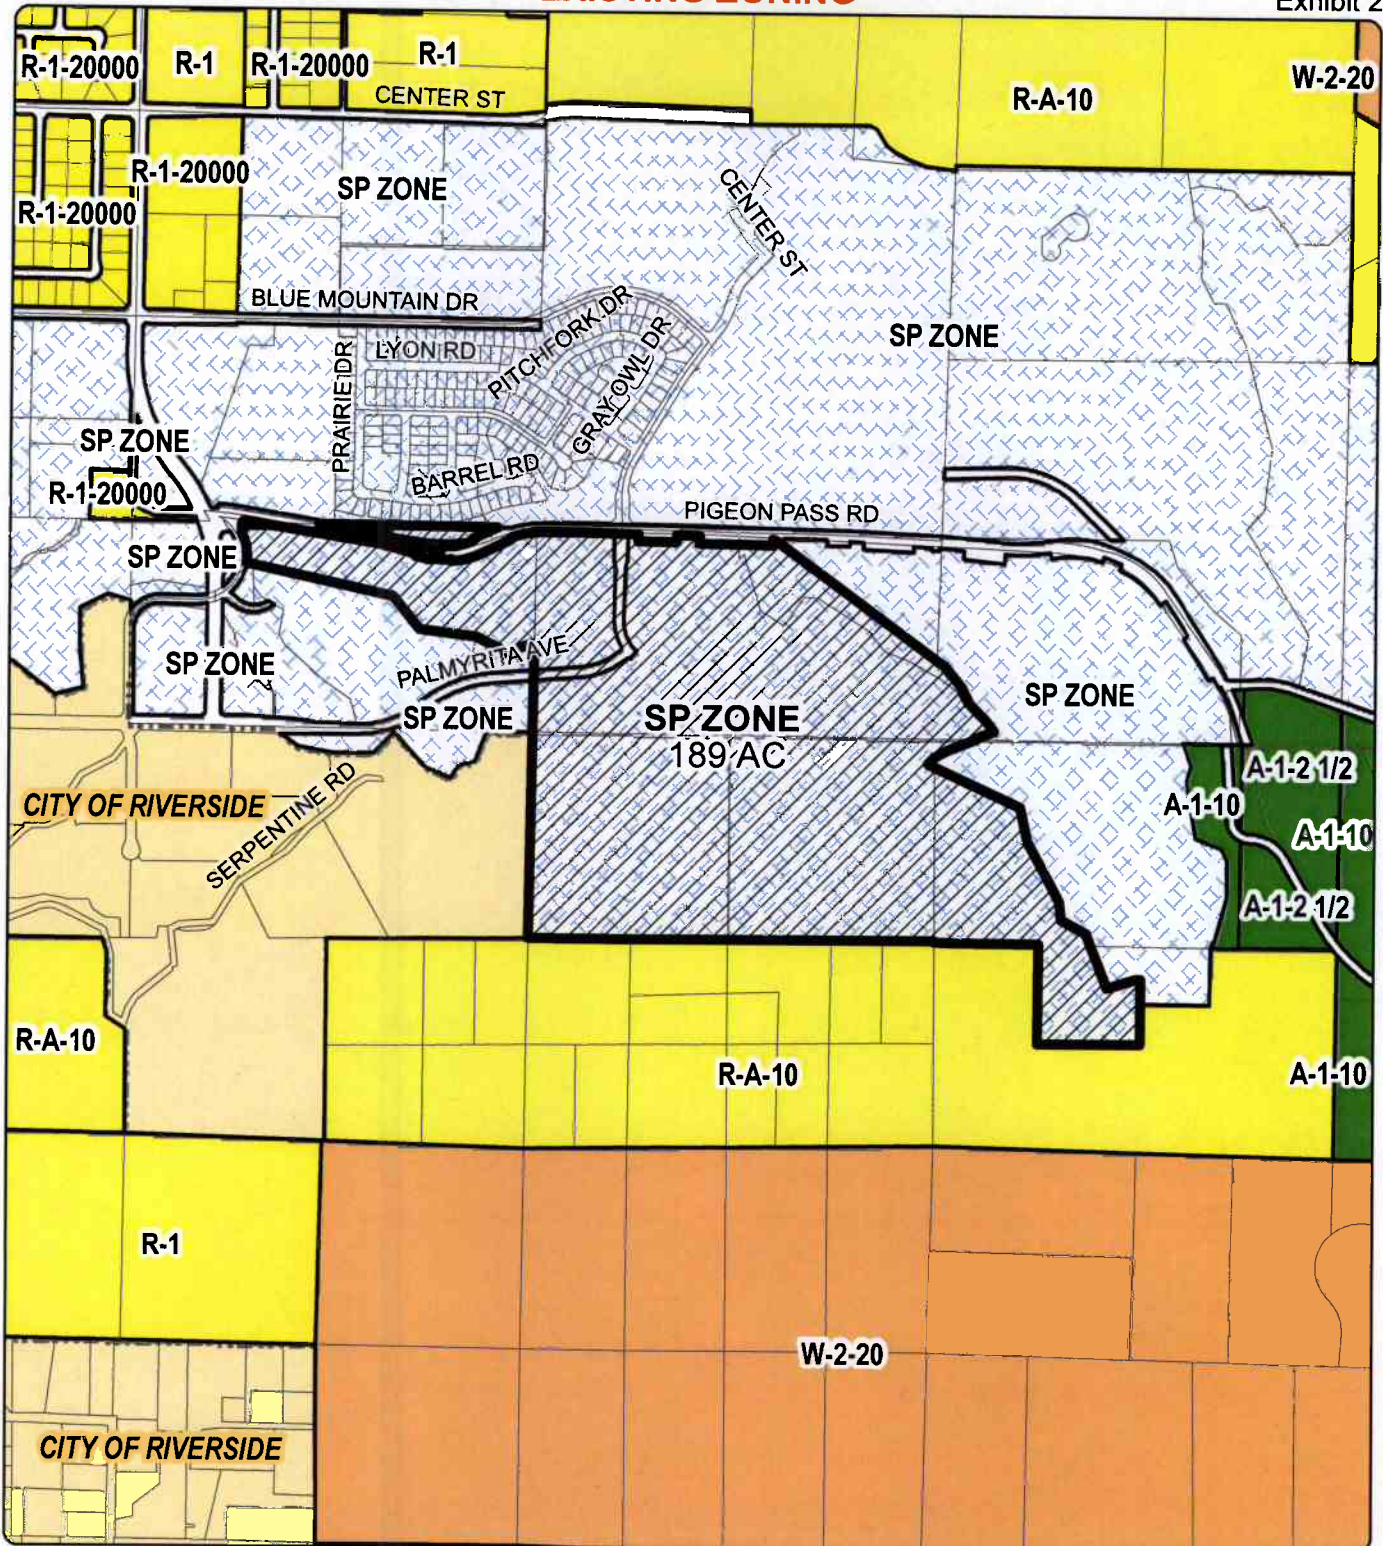 EXISTING ZONING
Exhibit 2
R-1-20000
R-1
R-1-20000
R-1
CENTER ST
R-A-10
W-2-20
R-1-20000
R-1-20000
SP ZONE
CENTER ST
BLUE MOUNTAIN DR
PITCHFORK DR
LYON RD
GRAY OWL DR
PRAIRIE DR
SP ZONE
SP ZONE
BARREL RD
R-1-20000
PIGEON PASS RD
SP ZONE
SP ZONE
PALMYRITA AVE
SP ZONE
SP ZONE
189 AC
SP ZONE
A-1-2 1/2
A-1-10
A-1-10
A-1-2 1/2
CITY OF RIVERSIDE
SERPENTINE RD
R-A-10
R-A-10
A-1-10
R-1
W-2-20
CITY OF RIVERSIDE